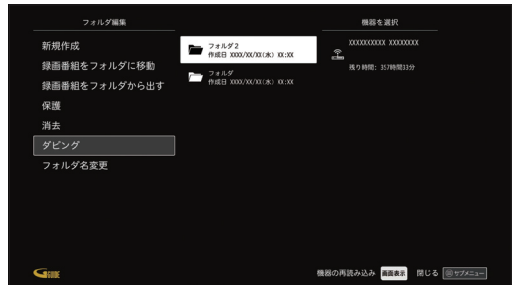 フォルダ編集
機器を選択
新規作成
録画番組をフォルダに移動
録画番組をフォルダから出す
保護
消去
ダビング
フォルダ名変更
フォルダ2
作成日 XXXX/XX/XX(水) XX:XX
フォルダ
作成日 XXXX/XX/XX(水) XX:XX
XXXXXXXXXX XXXXXXXX
残り時間: 357時間33分
G GUIDE
機器の再読み込み 画面表示 閉じる サブメニュー